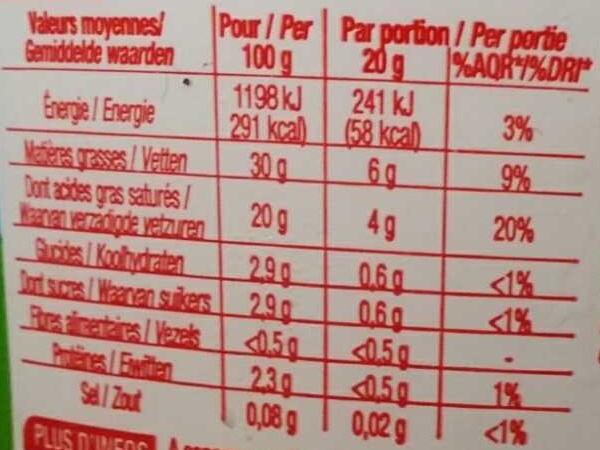 Valeurs moyennes/ Pour / Per Par portion / Per portie
Gemiddelde waarden 100 g 20 g %AQR*/%DRI*
Énergie / Energie 1198 kJ 241 kJ
291 kcal) (58 kcal) 3%
Matières grasses / Vetten 30 g 6 g 9%
Dont acides gras saturés /
Waarvan verzadigde vetzuren 20 g 4 g 20%
Glucides / Koolhydraten 2,9 g 0,6 g <1%
Dont sucres / Waarvan suikers 2,9 g 0,6 g <1%
Fibres alimentaires / Vezels <0,5 g <0,5 g -
Protéines / Eiwitten 2,3 g <0,5 g 1%
Sel / Zout 0,08 g 0,02 g <1%
PLUS D'INFOS